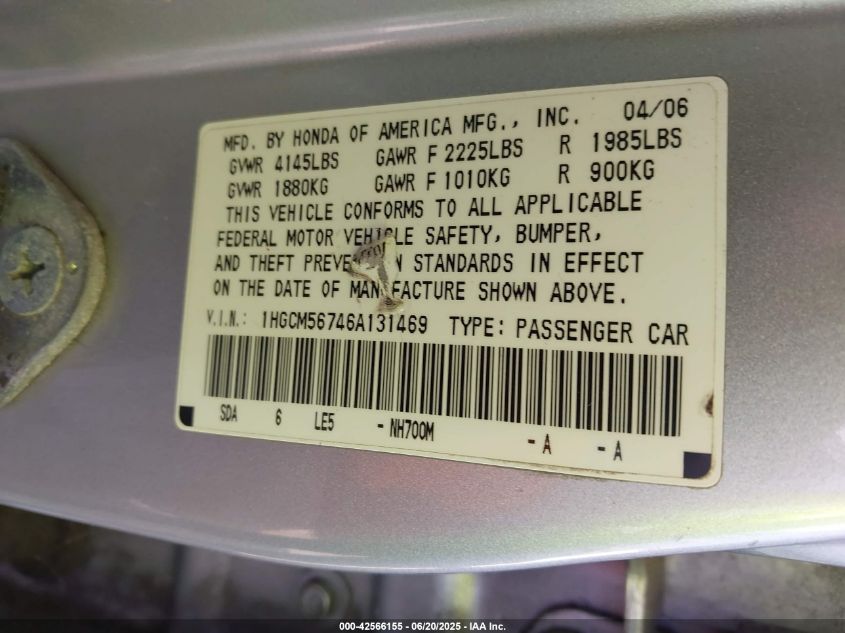 MFD. BY HONDA OF AMERICA MFG., INC. 04/06
GVWR 4145LBS GAWR F 2225LBS R 1985LBS
GVWR 1880KG GAWR F 1010KG R 900KG
THIS VEHICLE CONFORMS TO ALL APPLICABLE
FEDERAL MOTOR VEHICLE SAFETY, BUMPER,
AND THEFT PREVE N STANDARDS IN EFFECT
ON THE DATE OF MANUFACTURE SHOWN ABOVE.
V.I.N.: 1HGCM56746A131469 TYPE: PASSENGER CAR
SDA 6 LE5 - NH700M - A - A
000-42566155 - 06/20/2025 - IAA Inc.